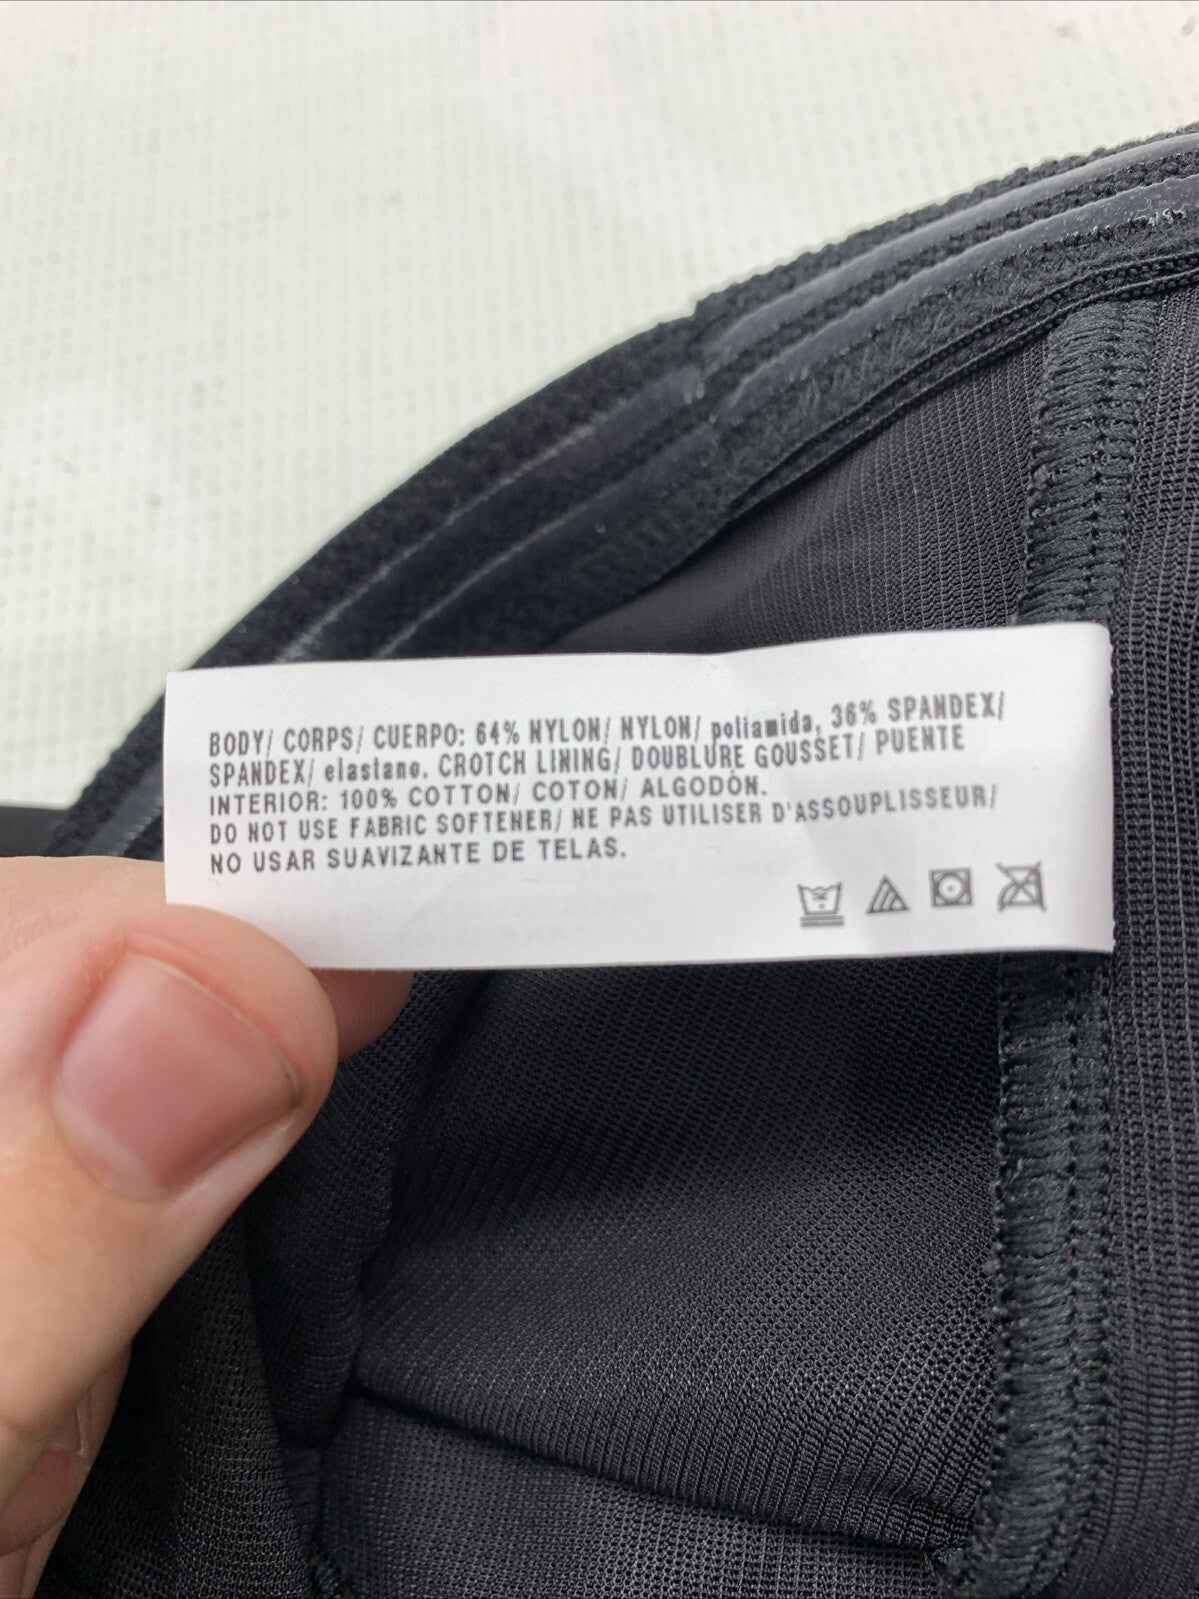 BODY/ CORPS/ CUERPO: 64% NYLON/ NYLON/ poliamida, 36% SPANDEX/
SPANDEX/ elastano. CROTCH LINING/ DOUBLURE GOUSSET/ PUENTE
INTERIOR: 100% COTTON/ COTON/ ALGODÓN.
DO NOT USE FABRIC SOFTENER/ NE PAS UTILISER D'ASSOUPLISSEUR/
NO USAR SUAVIZANTE DE TELAS.